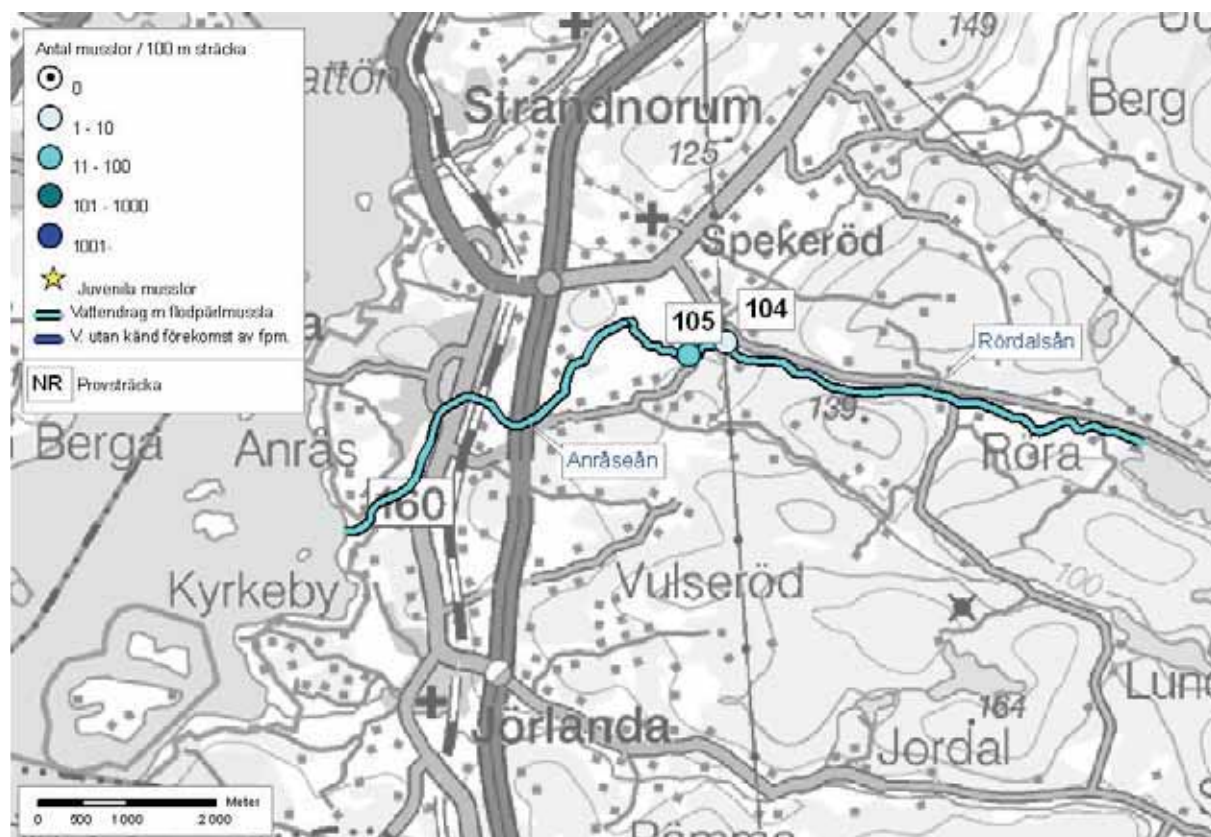 Antal musslor / 100 m sträcka
0
1 - 10
11 - 100
101 - 1000
1001-
Juvenila musslor
Vattendrag m flodpärlmussla
V. utan känd förekomst av fpm.
NR Provsträcka
149
Berg
Strandnorum
125
Spekeröd
105
104
Rördalsån
139
Röra
Berga
Anrås
Anråseån
160
Kyrkeby
Vulseröd
100
164
Jörlanda
Jordal
Meter
0 500 1 000 2 000